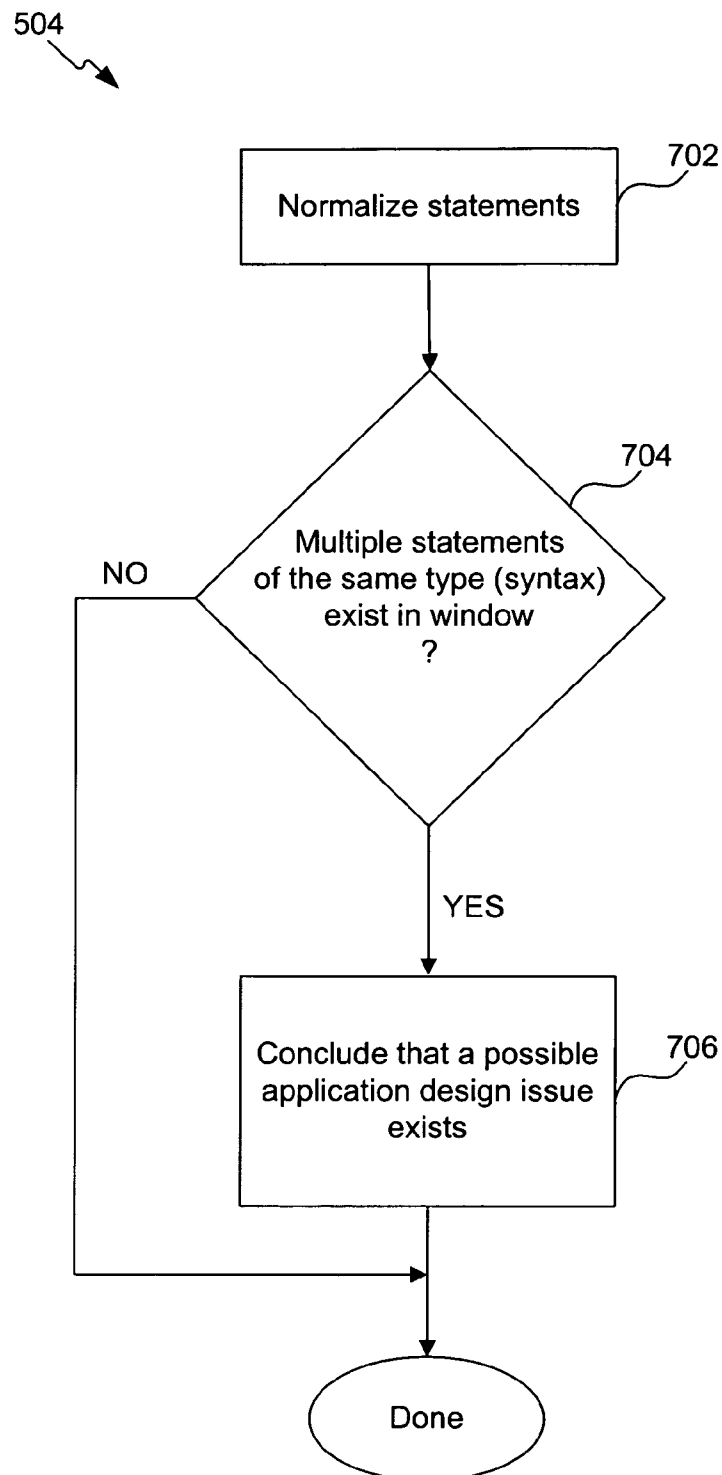 504
702
Normalize statements
704
Multiple statements
of the same type (syntax)
exist in window
?
NO
YES
706
Conclude that a possible
application design issue
exists
Done